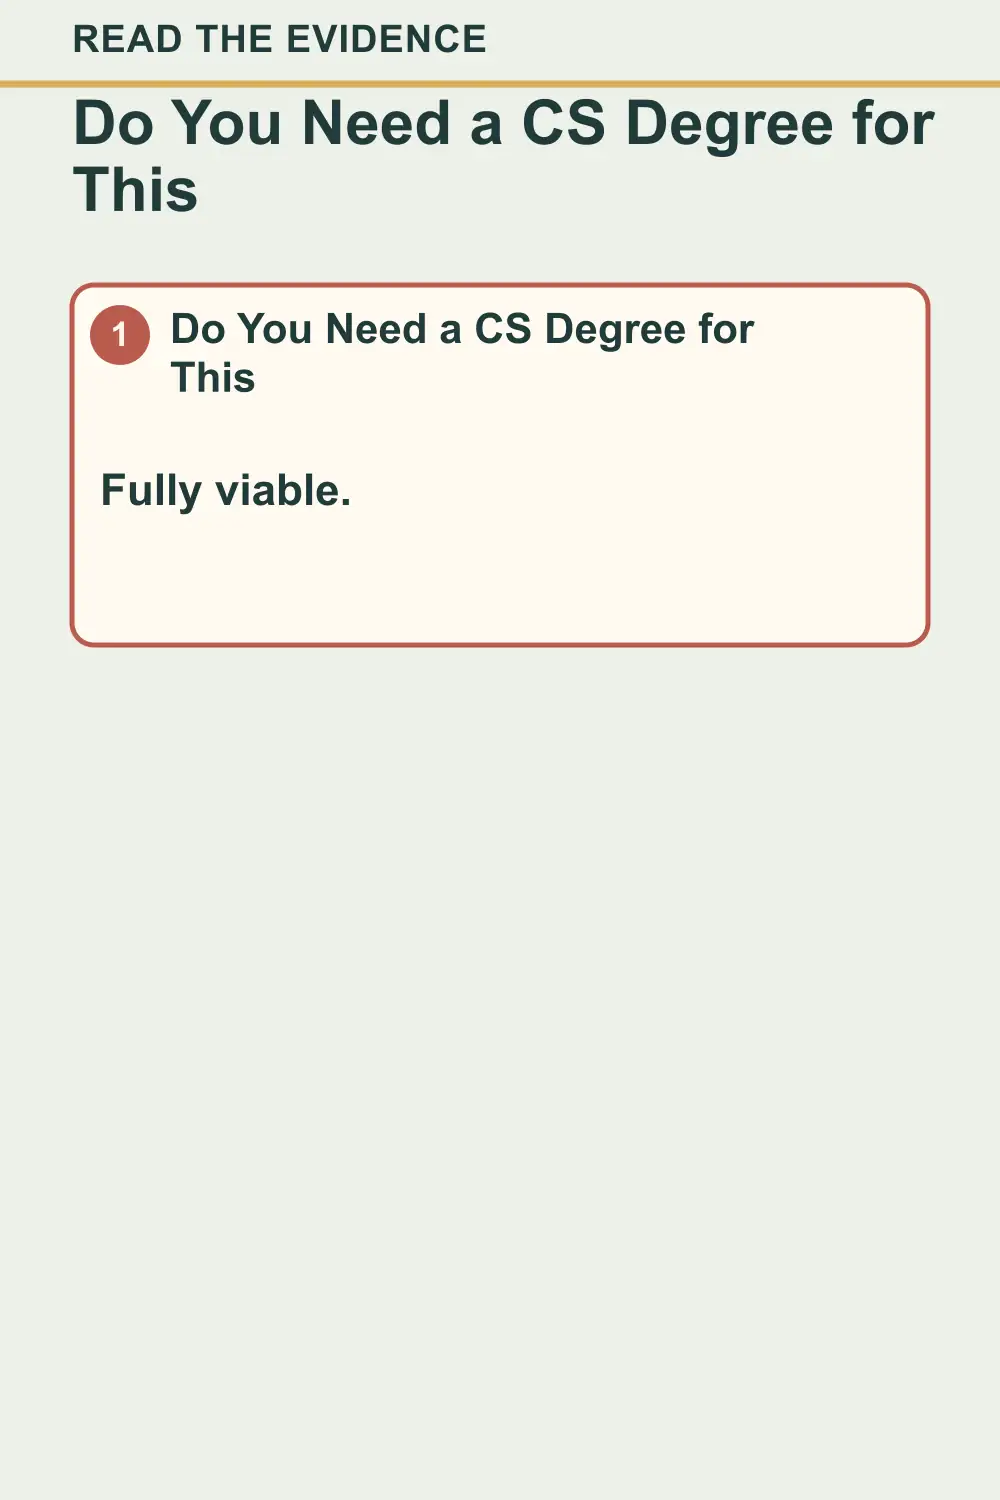 READ THE EVIDENCE
Do You Need a CS Degree for
This
1
Do You Need a CS Degree for
This
Fully viable.